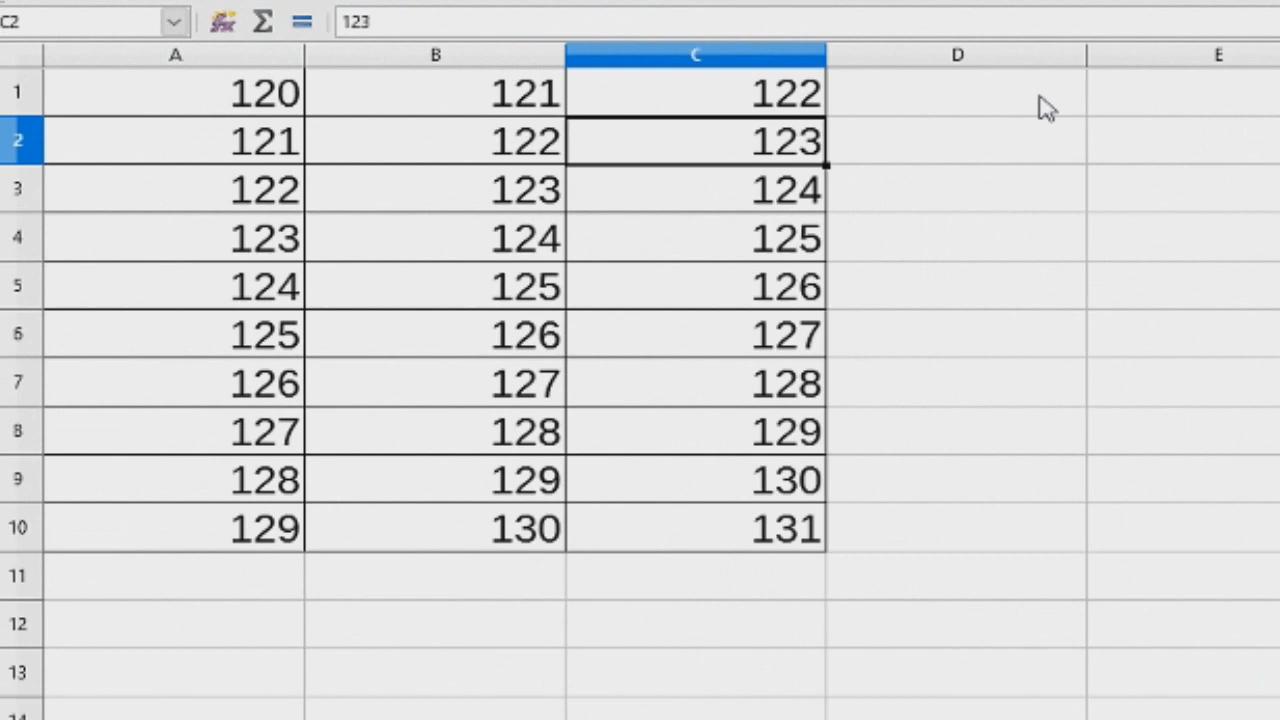 C2 123
A B C D E
1 120 121 122
2 121 122 123
3 122 123 124
4 123 124 125
5 124 125 126
6 125 126 127
7 126 127 128
8 127 128 129
9 128 129 130
10 129 130 131
11
12
13
14